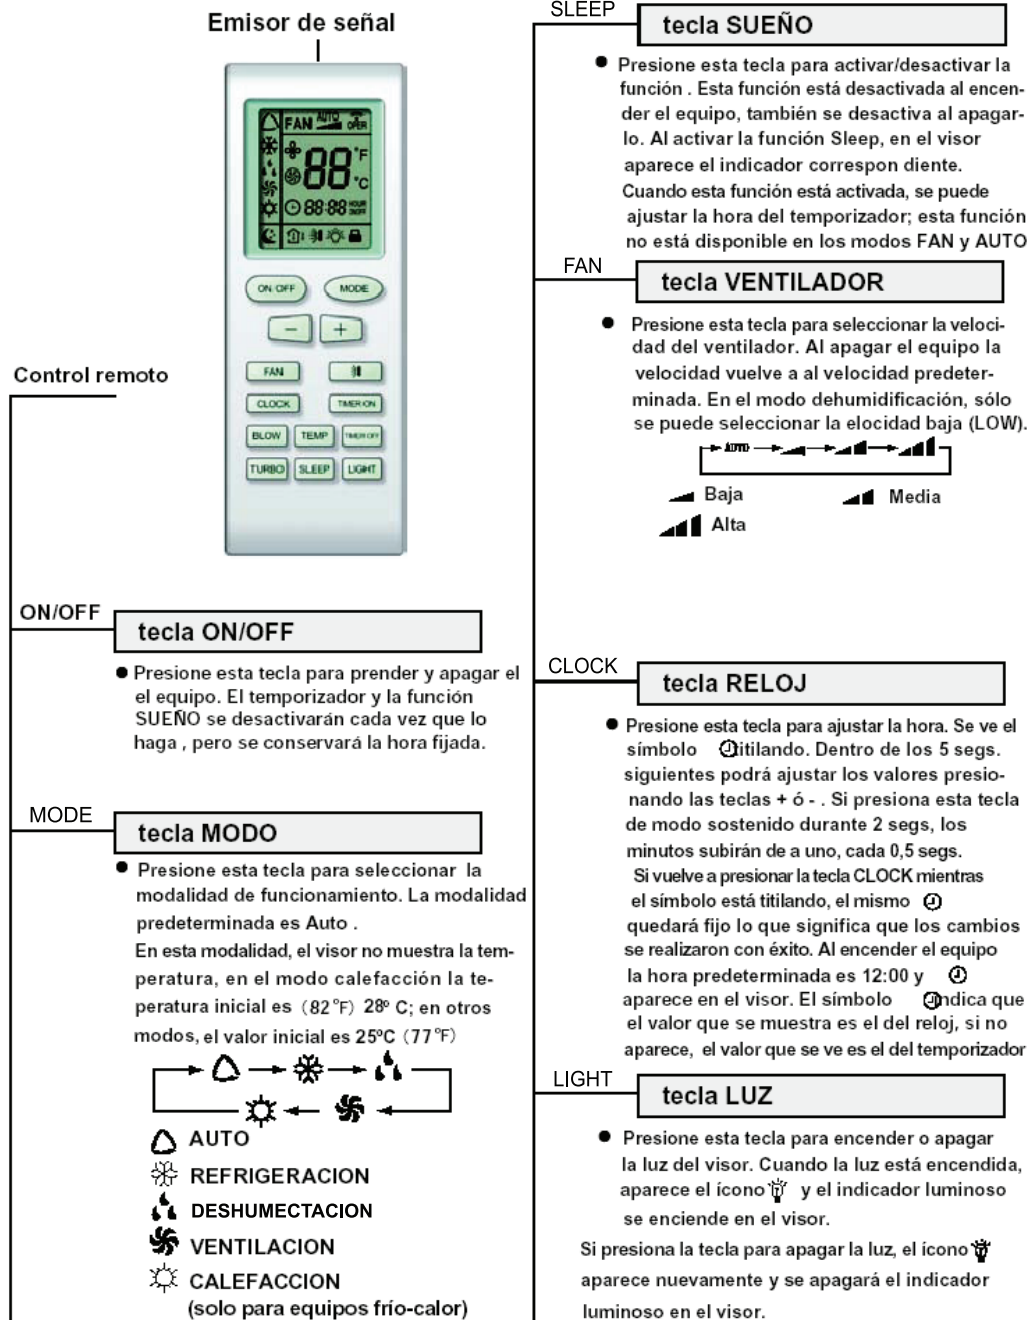 Emisor de señal
FAN AUTO OPER
88 °F
°C
88:88 HOUR
ON/OFF
ON/OFF MODE
- +
FAN
CLOCK TIMER ON
BLOW TEMP TIMER OFF
TURBO SLEEP LIGHT
Control remoto
ON/OFF
tecla ON/OFF
● Presione esta tecla para prender y apagar el
el equipo. El temporizador y la función
SUEÑO se desactivarán cada vez que lo
haga , pero se conservará la hora fijada.
MODE
tecla MODO
● Presione esta tecla para seleccionar la
modalidad de funcionamiento. La modalidad
predeterminada es Auto .
En esta modalidad, el visor no muestra la tem-
peratura, en el modo calefacción la te-
peratura inicial es (82°F) 28º C; en otros
modos, el valor inicial es 25ºC (77°F)
AUTO
REFRIGERACION
DESHUMECTACION
VENTILACION
CALEFACCION
(solo para equipos frío-calor)
SLEEP
tecla SUEÑO
● Presione esta tecla para activar/desactivar la
función . Esta función está desactivada al encen-
der el equipo, también se desactiva al apagar-
lo. Al activar la función Sleep, en el visor
aparece el indicador correspon diente.
Cuando esta función está activada, se puede
ajustar la hora del temporizador; esta función
no está disponible en los modos FAN y AUTO
FAN
tecla VENTILADOR
● Presione esta tecla para seleccionar la veloci-
dad del ventilador. Al apagar el equipo la
velocidad vuelve a al velocidad predeter-
minada. En el modo dehumidificación, sólo
se puede seleccionar la elocidad baja (LOW).
AUTO
Baja Media
Alta
CLOCK
tecla RELOJ
● Presione esta tecla para ajustar la hora. Se ve el
símbolo titilando. Dentro de los 5 segs.
siguientes podrá ajustar los valores presio-
nando las teclas + ó - . Si presiona esta tecla
de modo sostenido durante 2 segs, los
minutos subirán de a uno, cada 0,5 segs.
Si vuelve a presionar la tecla CLOCK mientras
el símbolo está titilando, el mismo
quedará fijo lo que significa que los cambios
se realizaron con éxito. Al encender el equipo
la hora predeterminada es 12:00 y
aparece en el visor. El símbolo indica que
el valor que se muestra es el del reloj, si no
aparece, el valor que se ve es el del temporizador
LIGHT
tecla LUZ
● Presione esta tecla para encender o apagar
la luz del visor. Cuando la luz está encendida,
aparece el ícono y el indicador luminoso
se enciende en el visor.
Si presiona la tecla para apagar la luz, el ícono
aparece nuevamente y se apagará el indicador
luminoso en el visor.